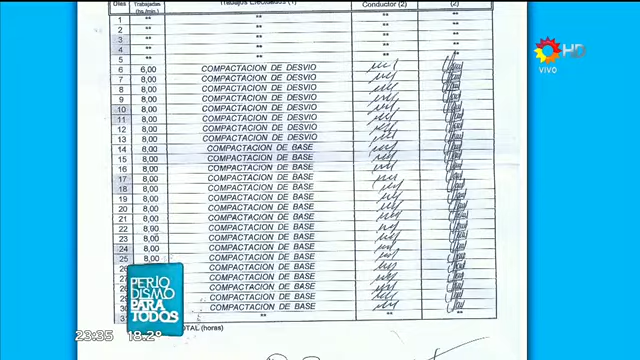 Días Trabajadas (hs./min.) Trabajos Efectuados (1) Conductor (2) (2)
1 ** ** ** **
2 ** ** ** **
3 ** ** ** **
4 ** ** ** **
5 ** ** ** **
6 6,00 COMPACTACION DE DESVIO
7 8,00 COMPACTACION DE DESVIO
8 8,00 COMPACTACION DE DESVIO
9 8,00 COMPACTACION DE DESVIO
10 8,00 COMPACTACION DE DESVIO
11 8,00 COMPACTACION DE DESVIO
12 8,00 COMPACTACION DE DESVIO
13 8,00 COMPACTACION DE DESVIO
14 6,00 COMPACTACION DE BASE
15 8,00 COMPACTACION DE BASE
16 8,00 COMPACTACION DE BASE
17 8,00 COMPACTACION DE BASE
18 8,00 COMPACTACION DE BASE
19 8,00 COMPACTACION DE BASE
20 8,00 COMPACTACION DE BASE
21 8,00 COMPACTACION DE BASE
22 8,00 COMPACTACION DE BASE
23 8,00 COMPACTACION DE BASE
24 8,00 COMPACTACION DE BASE
25 8,00 COMPACTACION DE BASE
COMPACTACION DE BASE
COMPACTACION DE BASE
COMPACTACION DE BASE
COMPACTACION DE BASE
COMPACTACION DE BASE
** ** **
TOTAL (horas)
HD
VIVO
PERIO
DISMO
PARA
TODOS
23:35 18.2°